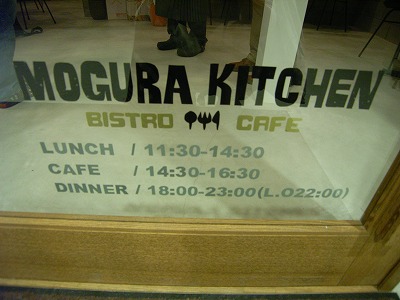 MOGURA KITCHEN
BISTRO CAFE
LUNCH / 11:30-14:30
CAFE / 14:30-16:30
DINNER / 18:00-23:00(L.O22:00)